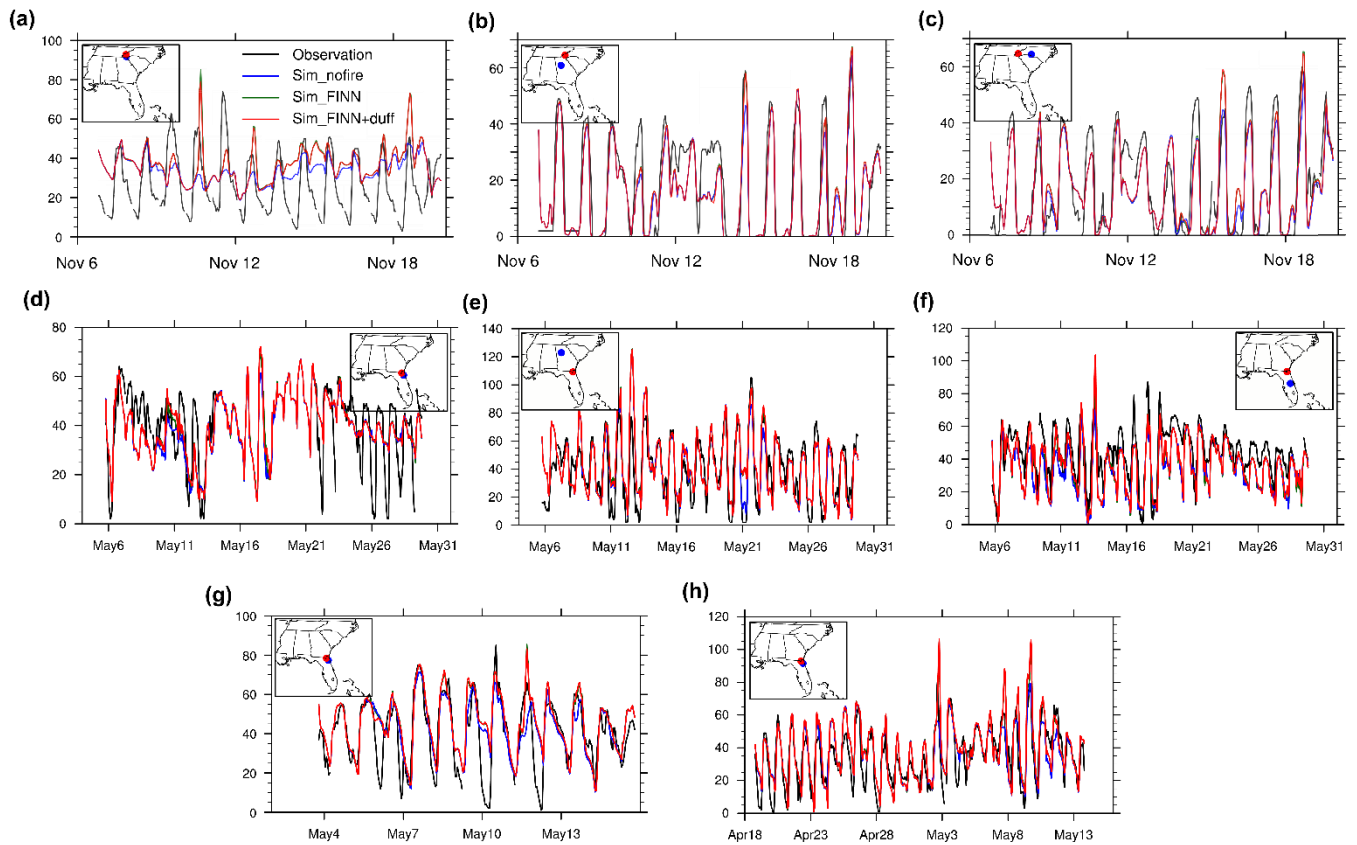 (a)
100
80
60
40
20
0
Observation
Sim_nofire
Sim_FINN
Sim_FINN+duff
Nov 6
Nov 12
Nov 18
(b)
60
40
20
0
Nov 6
Nov 12
Nov 18
(c)
60
40
20
0
Nov 6
Nov 12
Nov 18
(d)
80
60
40
20
0
May6
May11
May16
May21
May26
May31
(e)
140
120
100
80
60
40
20
0
May6
May11
May16
May21
May26
May31
(f)
120
100
80
60
40
20
0
May6
May11
May16
May21
May26
May31
(g)
100
80
60
40
20
0
May4
May7
May10
May13
(h)
120
100
80
60
40
20
0
Apr18
Apr23
Apr28
May3
May8
May13